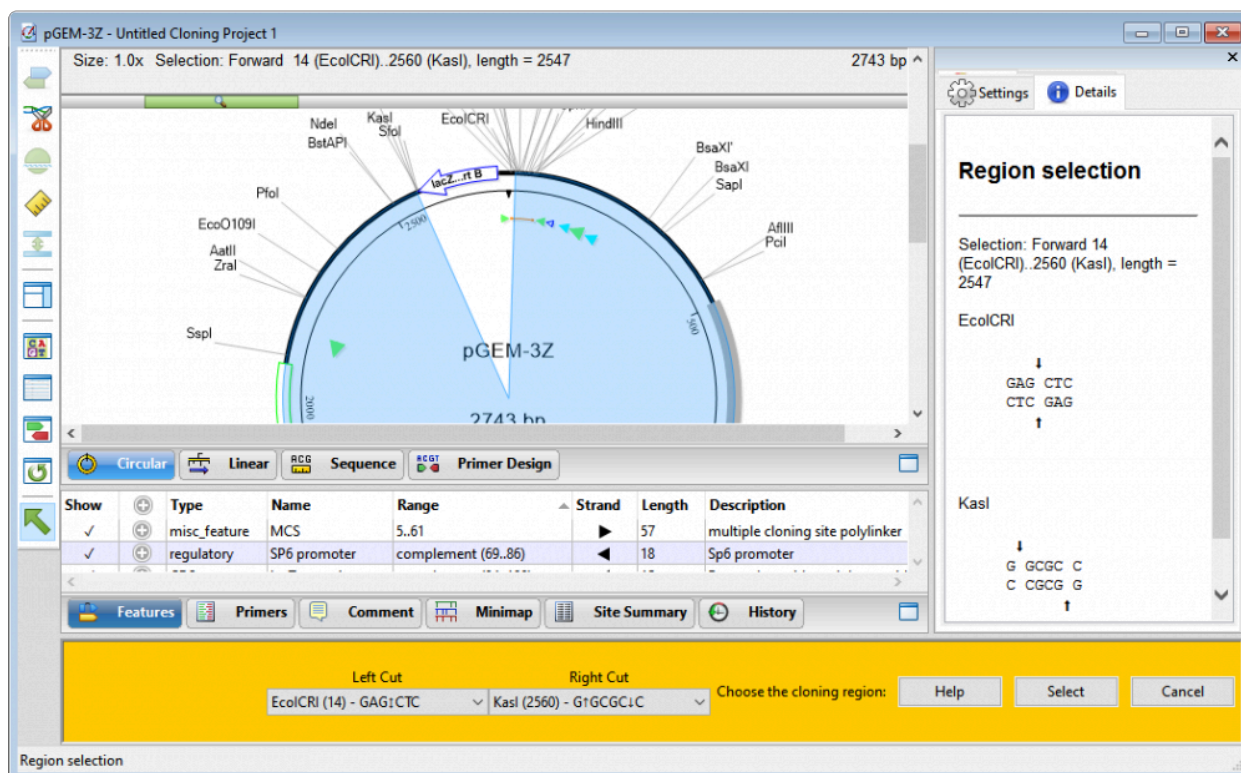 pGEM-3Z - Untitled Cloning Project 1
Size: 1.0x Selection: Forward 14 (EcoICRI)..2560 (KasI), length = 2547
2743 bp
NdeI
BstAPI
KasI
SfoI
EcoICRI
HindIII
BsaXI'
BsaXI
SapI
PfoI
lacZ...rt B
EcoO109I
2500
AflIII
PciI
AatII
ZraI
500
SspI
pGEM-3Z
2000
2743 bp
Circular
Linear
ACG
Sequence
ACGT
Primer Design
Show Type Name Range Strand Length Description
✓ misc_feature MCS 5..61 ▶ 57 multiple cloning site polylinker
✓ regulatory SP6 promoter complement (69..86) ◀ 18 Sp6 promoter
Features
Primers
Comment
Minimap
Site Summary
History
Settings
Details
Region selection
Selection: Forward 14
(EcoICRI)..2560 (KasI), length =
2547
EcoICRI
GAG CTC
CTC GAG
KasI
G GCGC C
C CGCG G
Left Cut
EcoICRI (14) - GAG↕CTC
Right Cut
KasI (2560) - G↑GCGC↓C
Choose the cloning region:
Help
Select
Cancel
Region selection